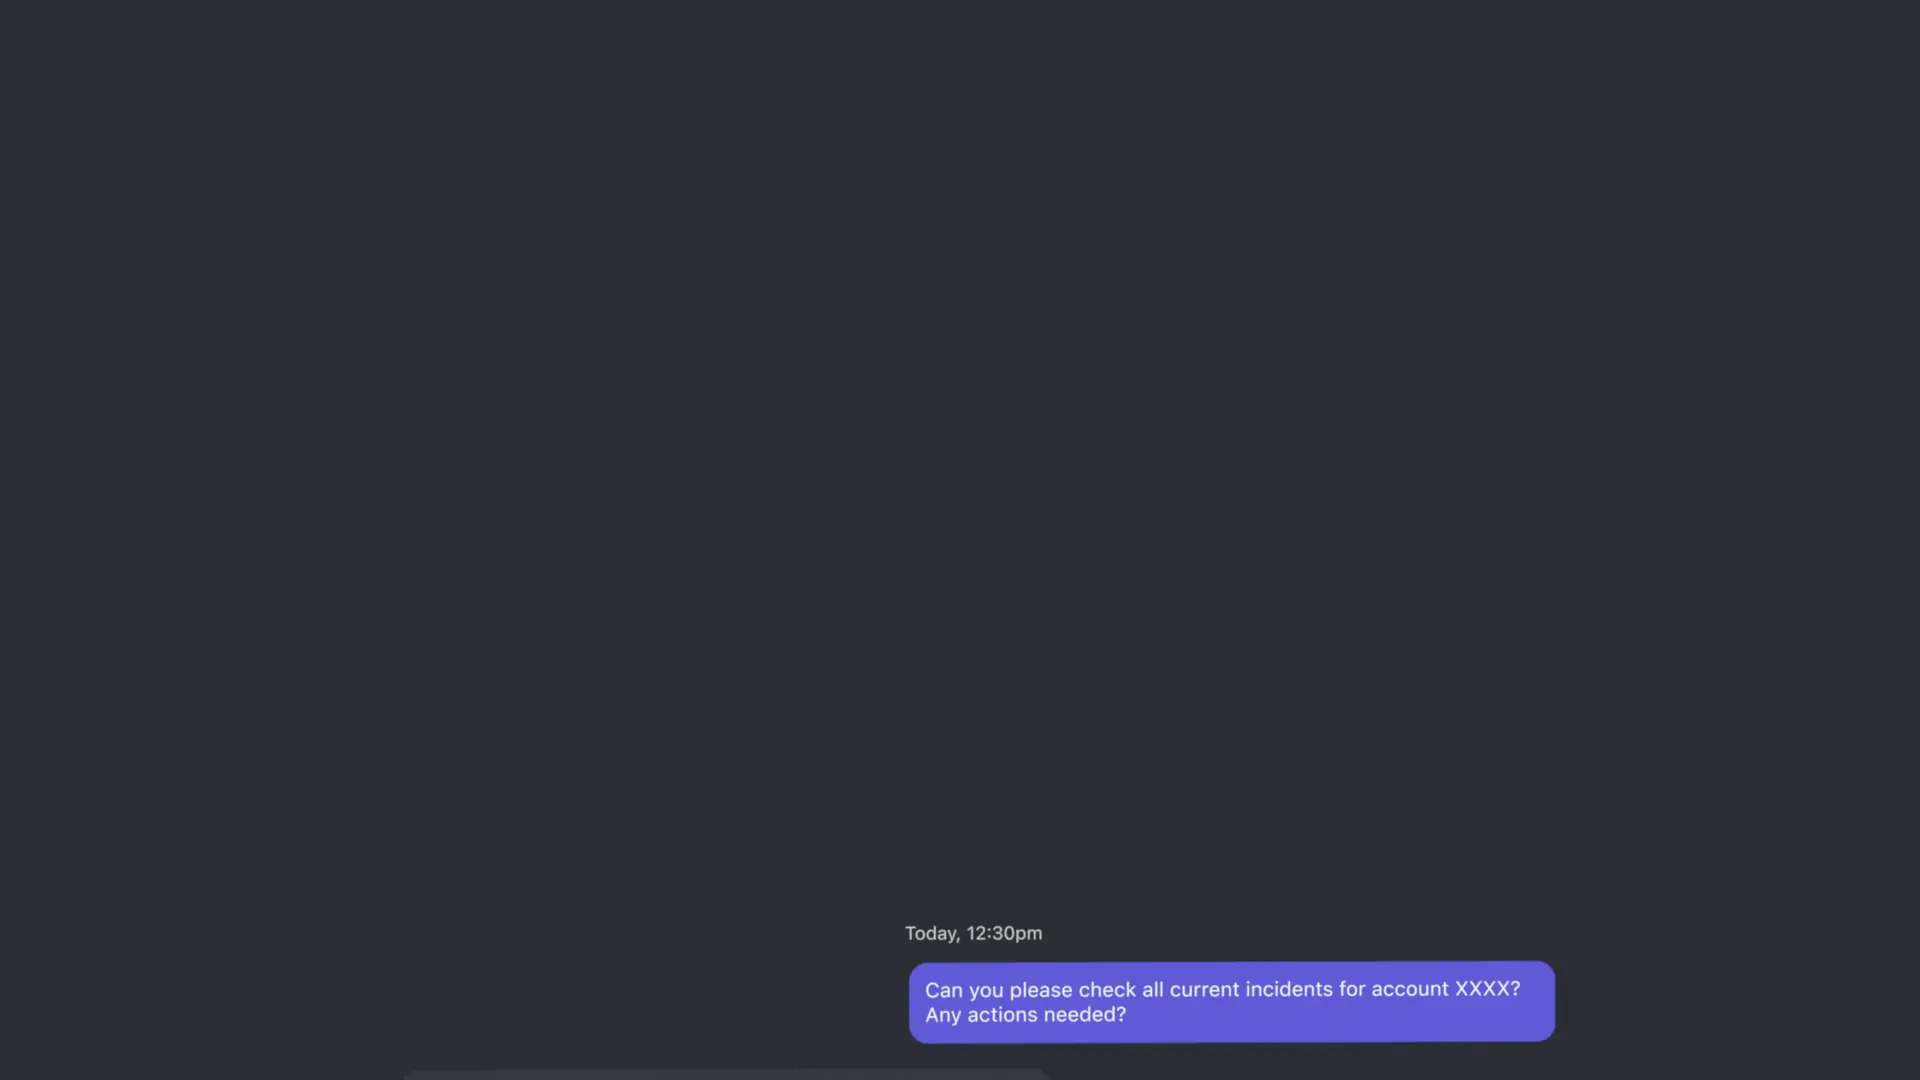 Today, 12:30pm
Can you please check all current incidents for account XXXX?
Any actions needed?